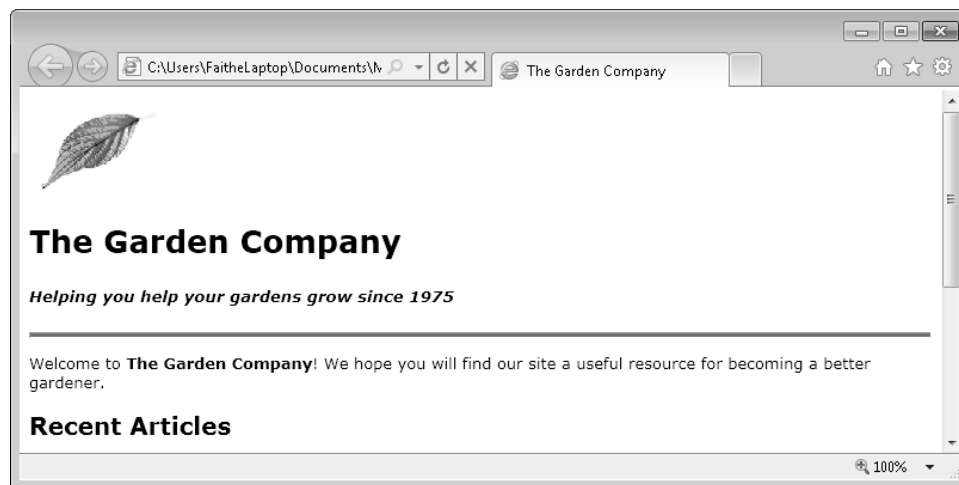 C:\Users\FaitheLaptop\Documents\M
The Garden Company
The Garden Company
Helping you help your gardens grow since 1975
Welcome to The Garden Company! We hope you will find our site a useful resource for becoming a better
gardener.
Recent Articles
100%